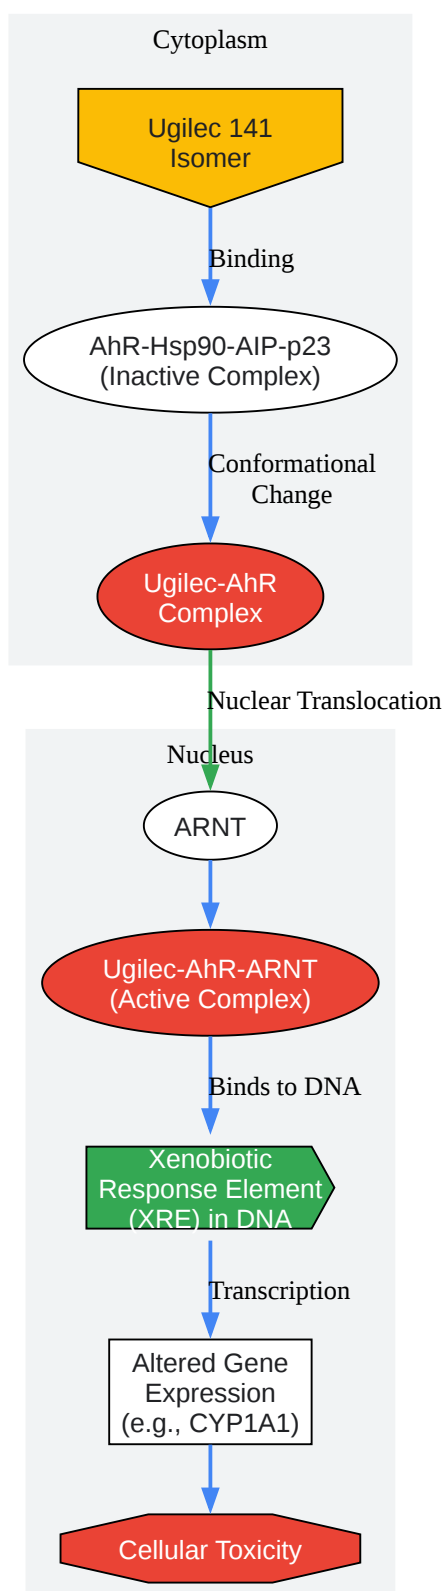 Cytoplasm
Ugilec 141
Isomer
Binding
AhR-Hsp90-AIP-p23
(Inactive Complex)
Conformational
Change
Ugilec-AhR
Complex
Nuclear Translocation
Nucleus
ARNT
Ugilec-AhR-ARNT
(Active Complex)
Binds to DNA
Xenobiotic
Response Element
(XRE) in DNA
Transcription
Altered Gene
Expression
(e.g., CYP1A1)
Cellular Toxicity